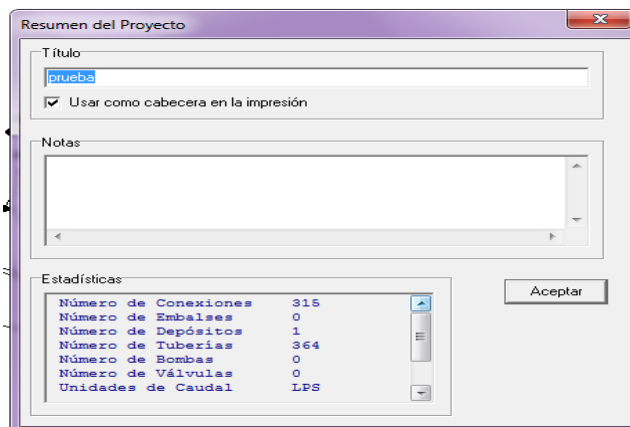 Resumen del Proyecto
Título
prueba
Usar como cabecera en la impresión
Notas
Estadísticas
Número de Conexiones 315
Número de Embalses 0
Número de Depósitos 1
Número de Tuberías 364
Número de Bombas 0
Número de Válvulas 0
Unidades de Caudal LPS
Aceptar